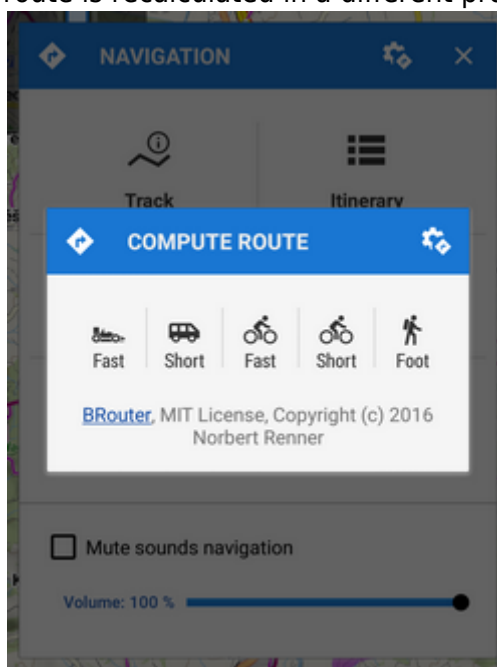 route is recalculated in a different pro
NAVIGATION
Track
Itinerary
COMPUTE ROUTE
Fast
Short
Fast
Short
Foot
BRouter, MIT License, Copyright (c) 2016
Norbert Renner
Mute sounds navigation
Volume: 100 %